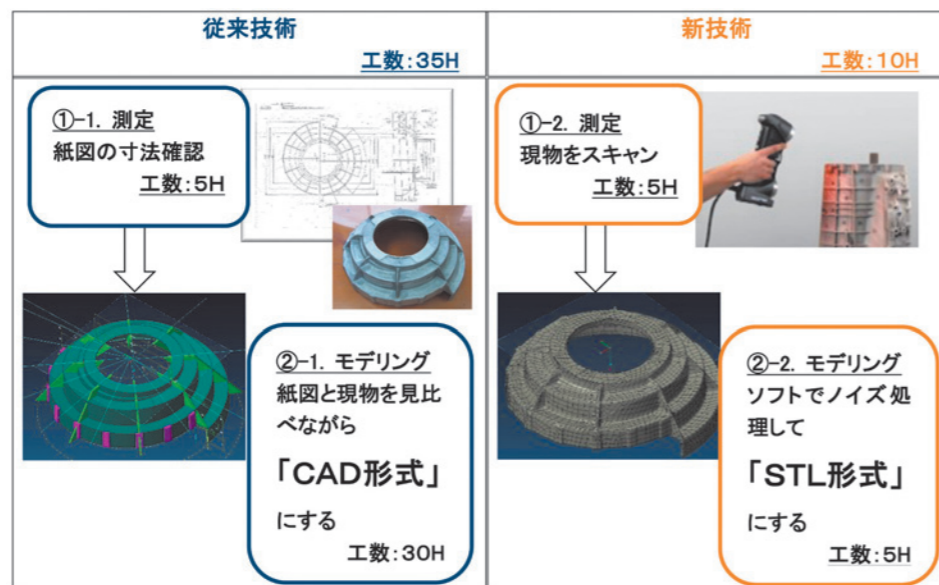 従来技術
工数:35H
①-1. 測定
紙図の寸法確認
工数:5H
②-1. モデリング
紙図と現物を見比
べながら
「CAD形式」
にする
工数:30H
新技術
工数:10H
①-2. 測定
現物をスキャン
工数:5H
②-2. モデリング
ソフトでノイズ処
理して
「STL形式」
にする
工数:5H